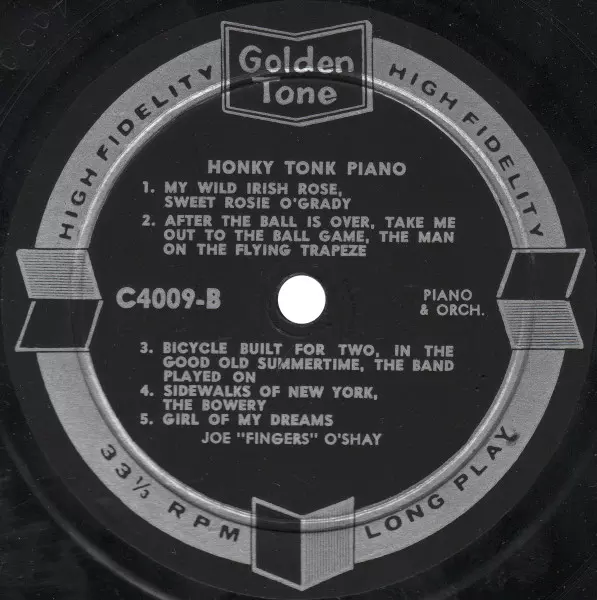 Golden
Tone
HIGH FIDELITY
HIGH FIDELITY
HONKY TONK PIANO
1. MY WILD IRISH ROSE,
SWEET ROSIE O'GRADY
2. AFTER THE BALL IS OVER, TAKE ME
OUT TO THE BALL GAME, THE MAN
ON THE FLYING TRAPEZE
C4009-B
PIANO
& ORCH.
3. BICYCLE BUILT FOR TWO, IN THE
GOOD OLD SUMMERTIME, THE BAND
PLAYED ON
4. SIDEWALKS OF NEW YORK,
THE BOWERY
5. GIRL OF MY DREAMS
JOE "FINGERS" O'SHAY
33⅓ RPM
LONG PLAY